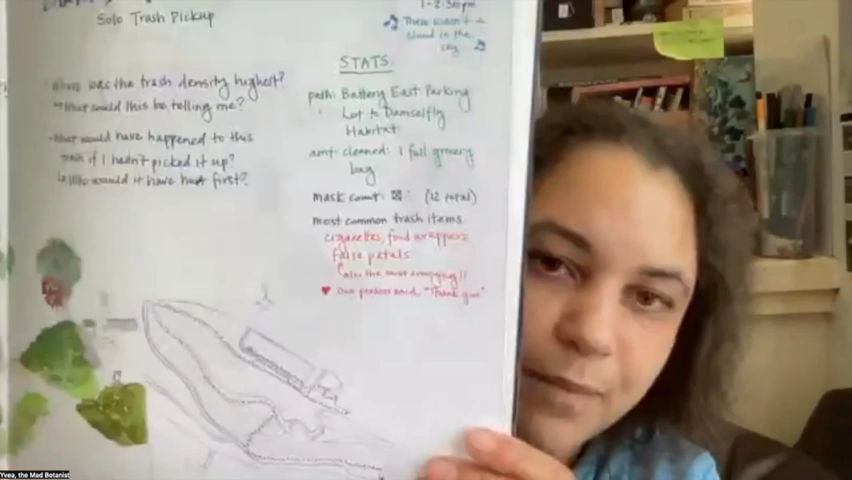 Solo Trash Pickup
Where was the trash density highest?
What could this be telling me?
What would have happened to this
trash if I hadn't picked it up?
Who would it have hurt first?
1-2:30pm
There wasn't a
cloud in the
sky
STATS:
path: Battery East Parking
Lot to Damselfly
Habitat
amt cleaned: 1 full grocery
bag
mask count: (12 total)
most common trash items
cigarettes, food wrappers
false petals
also the most annoying!!
One person said, "Thank you"
Yvea, the Mad Botanist